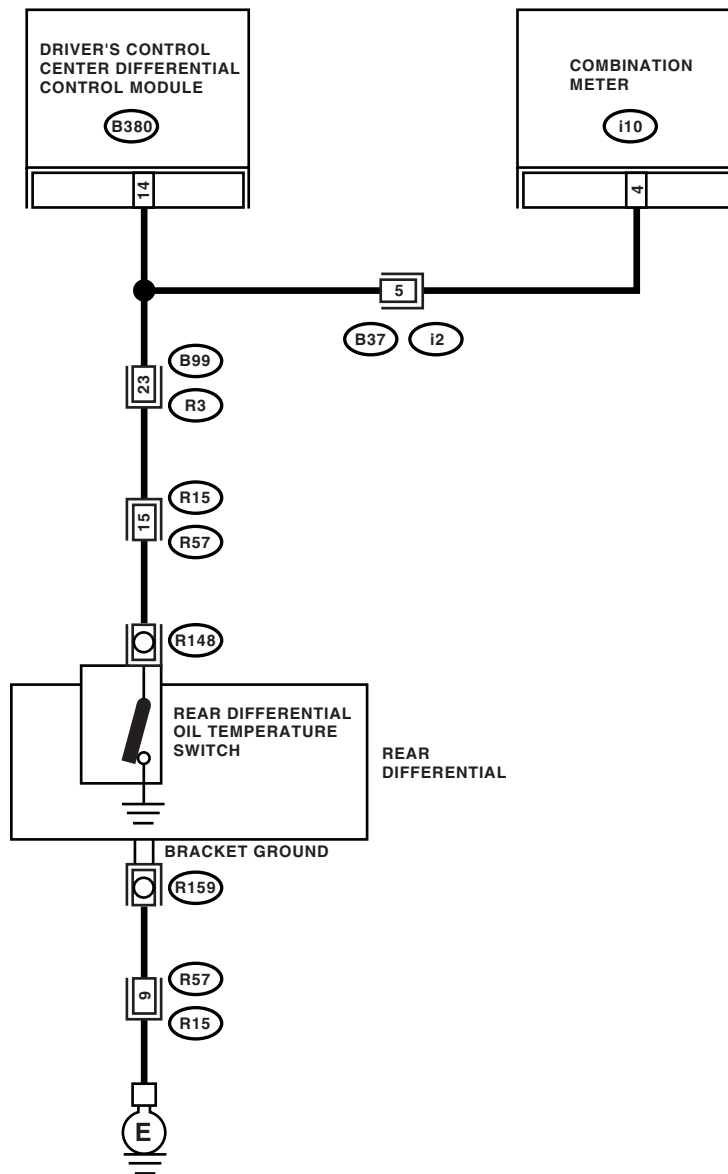 DRIVER'S CONTROL
CENTER DIFFERENTIAL
CONTROL MODULE
B380
14
COMBINATION
METER
i10
4
5
B37
i2
23
B99
R3
15
R15
R57
R148
REAR DIFFERENTIAL
OIL TEMPERATURE
SWITCH
REAR
DIFFERENTIAL
BRACKET GROUND
R159
9
R57
R15
E